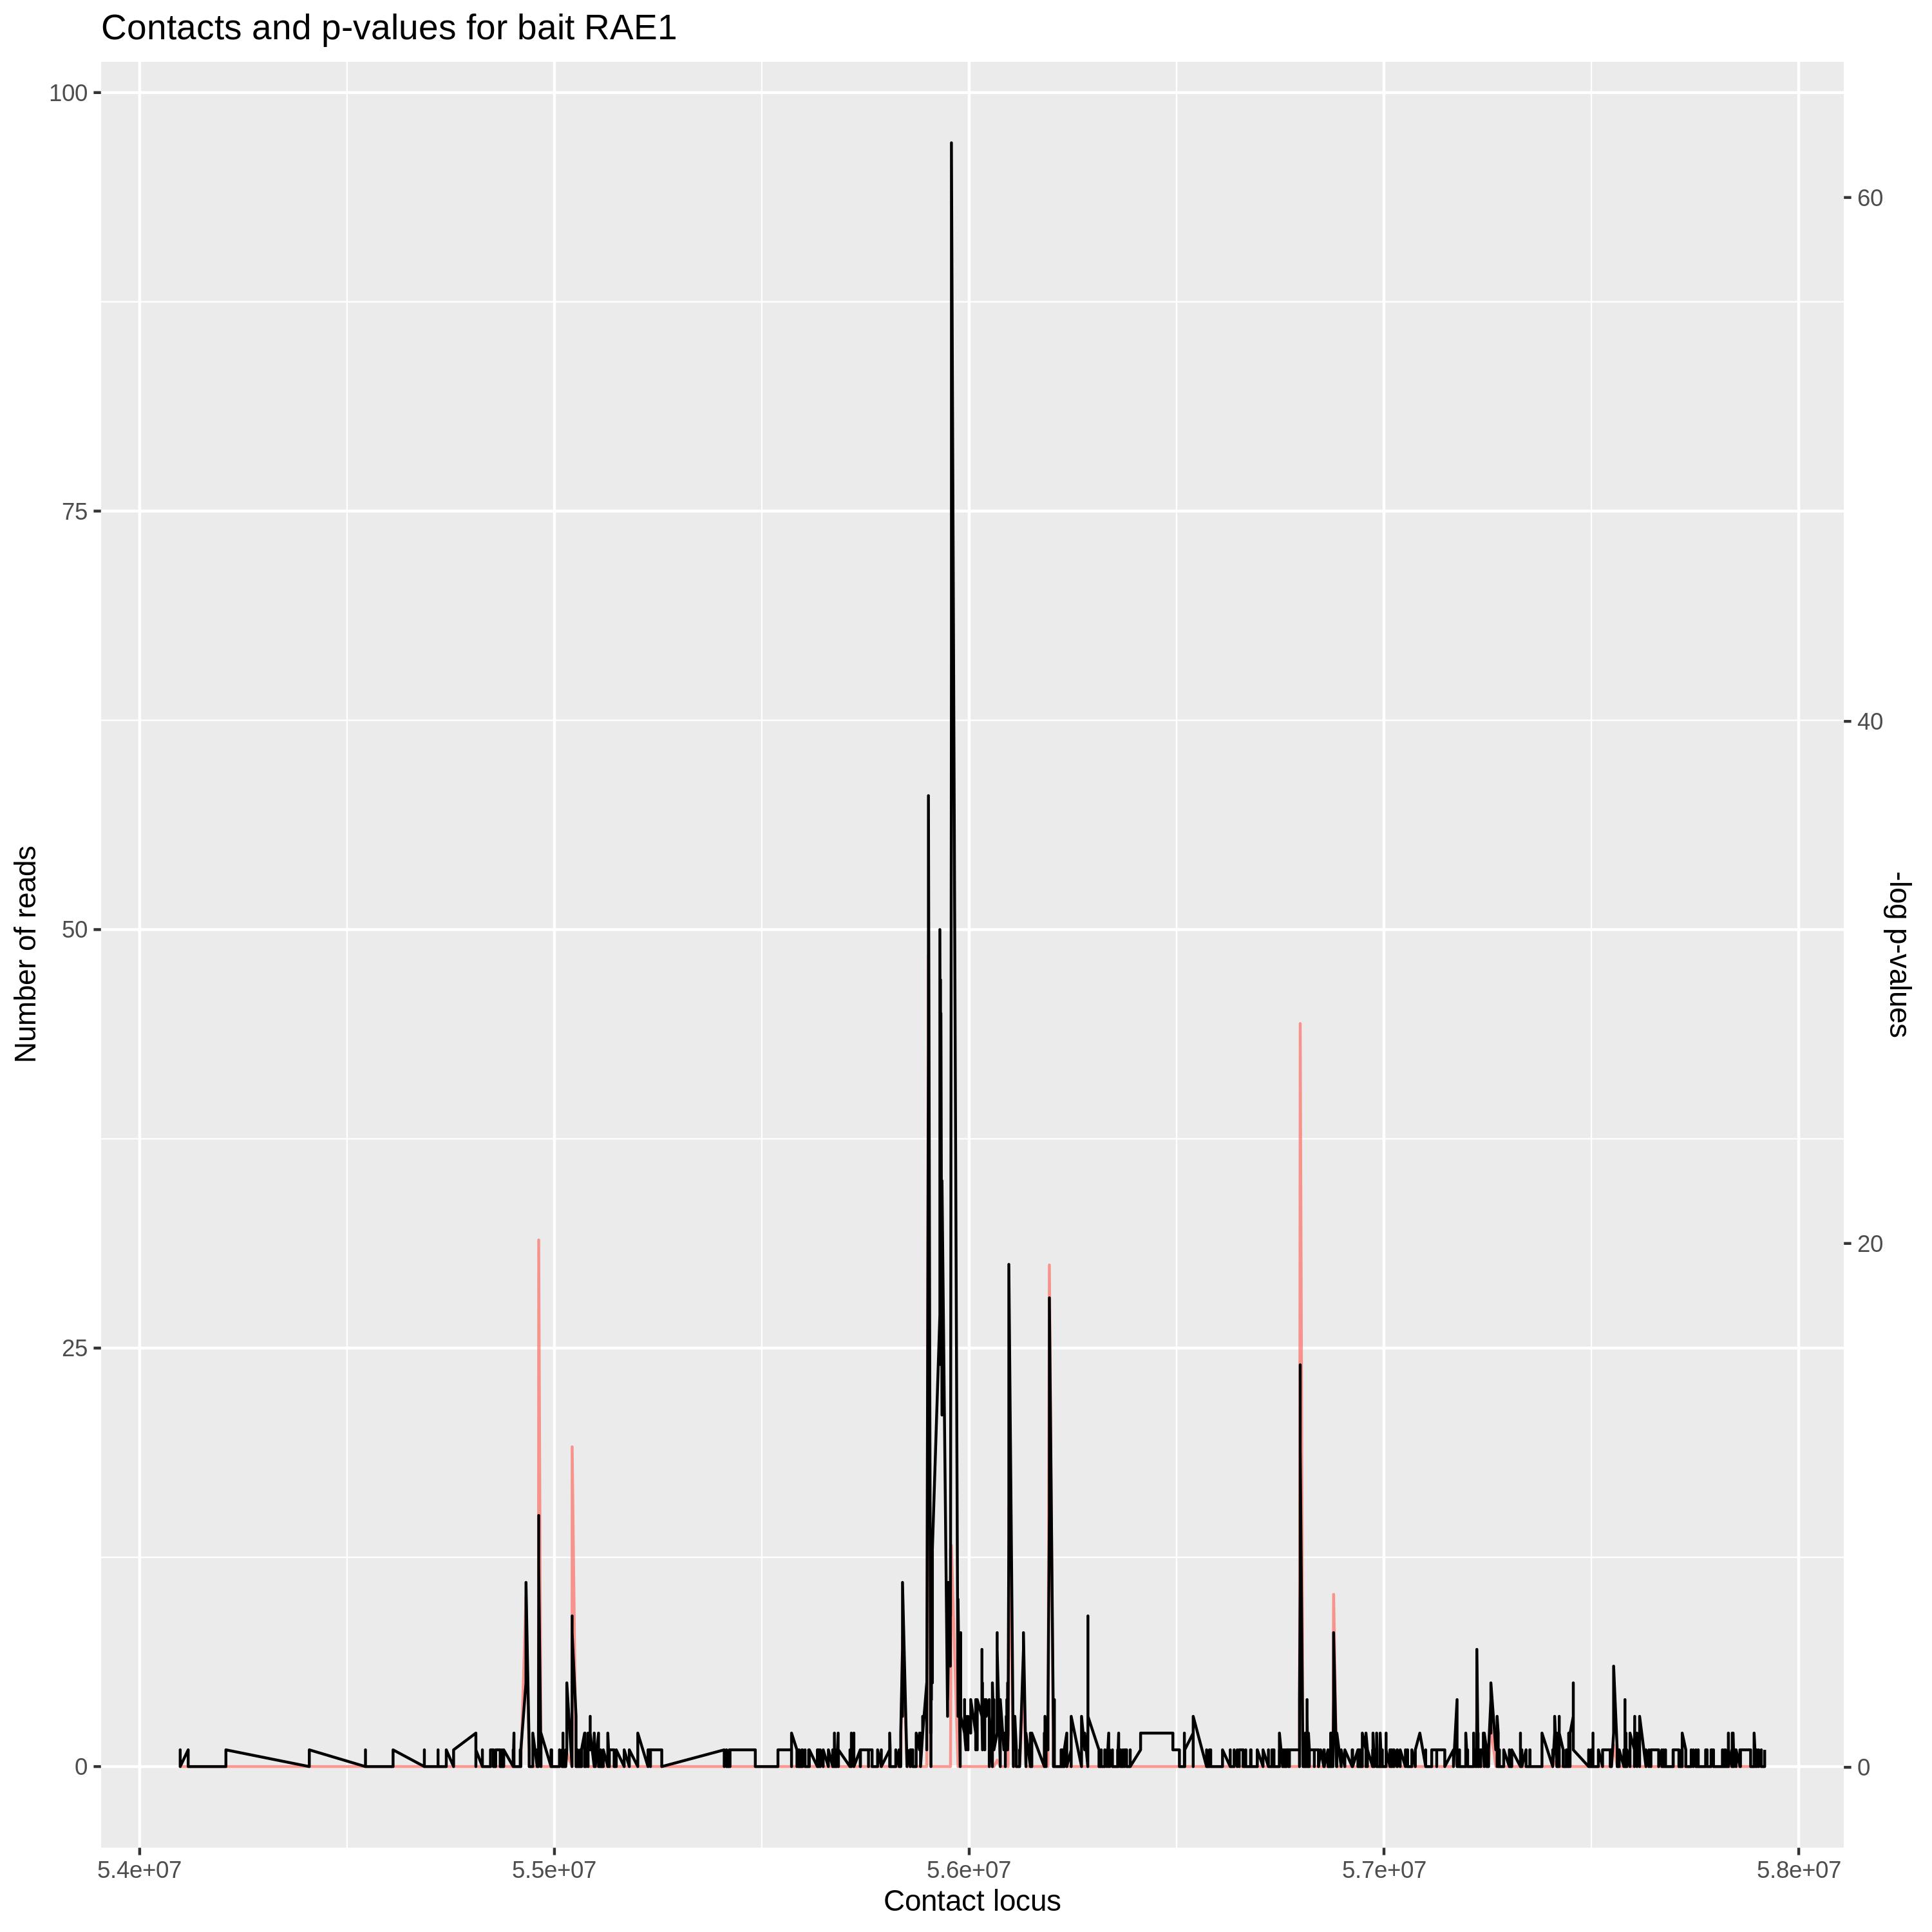 Contacts and p-values for bait RAE1
100
75
50
25
0
Number of reads
60
40
20
0
-log p-values
5.4e+07 5.5e+07 5.6e+07 5.7e+07 5.8e+07
Contact locus